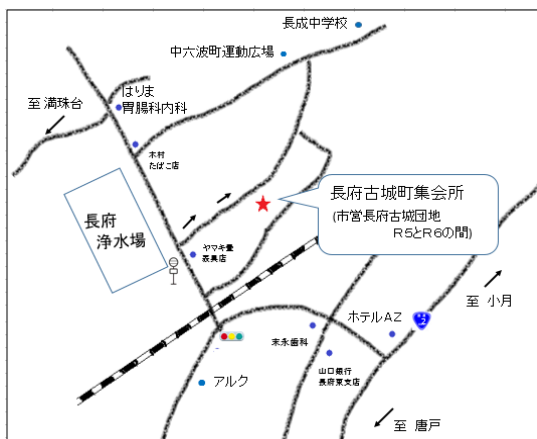 長成中学校
中六波町運動広場
はりま
胃腸科内科
至 満珠台
木村
たばこ店
長府古城町集会所
(市営長府古城団地
R5とR6の間)
長府
浄水場
ヤマキ畳
襖具店
至 小月
ホテルAZ
2
末永歯科
山口銀行
長府東支店
アルク
至 唐戸